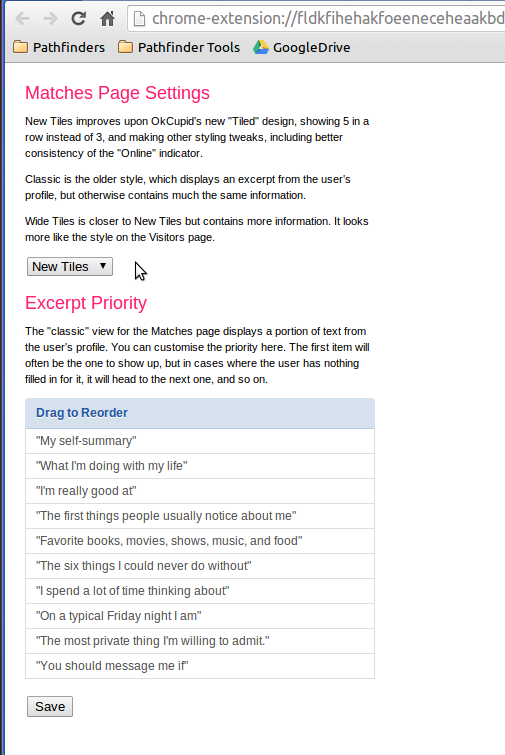 chrome-extension://fldkfihehakfoeeneceheaakbd
Pathfinders Pathfinder Tools GoogleDrive
Matches Page Settings
New Tiles improves upon OkCupid's new "Tiled" design, showing 5 in a
row instead of 3, and making other styling tweaks, including better
consistency of the "Online" indicator.
Classic is the older style, which displays an excerpt from the user's
profile, but otherwise contains much the same information.
Wide Tiles is closer to New Tiles but contains more information. It looks
more like the style on the Visitors page.
New Tiles
Excerpt Priority
The "classic" view for the Matches page displays a portion of text from
the user's profile. You can customise the priority here. The first item will
often be the one to show up, but in cases where the user has nothing
filled in for it, it will head to the next one, and so on.
Drag to Reorder
"My self-summary"
"What I'm doing with my life"
"I'm really good at"
"The first things people usually notice about me"
"Favorite books, movies, shows, music, and food"
"The six things I could never do without"
"I spend a lot of time thinking about"
"On a typical Friday night I am"
"The most private thing I'm willing to admit."
"You should message me if"
Save